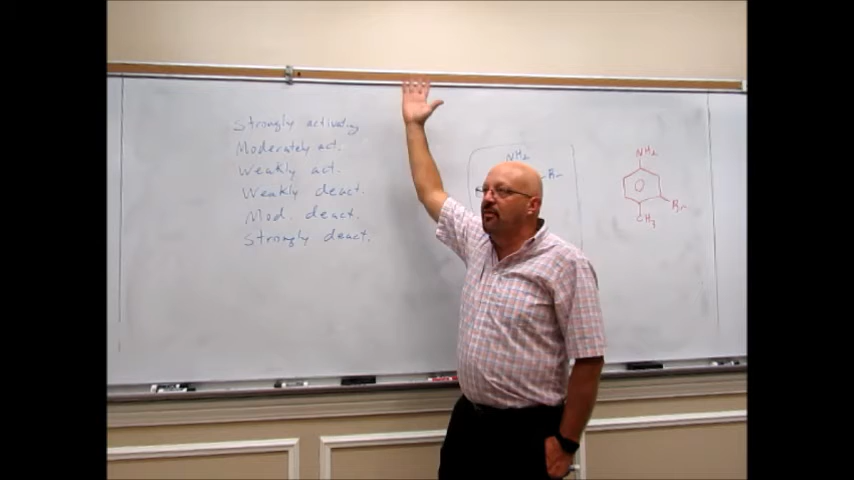 Strongly activating
Moderately act.
Weakly act.
Weakly deact.
Mod. deact.
Strongly deact.
NH2
Br
NH2
Br
CH3